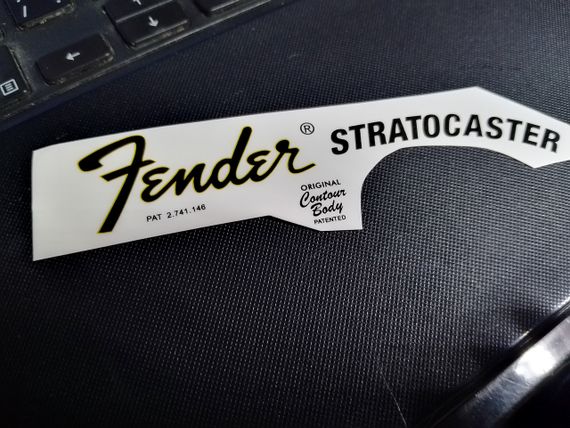 Fender®
STRATOCASTER
PAT 2.741.146
ORIGINAL
Contour
Body
PATENTED